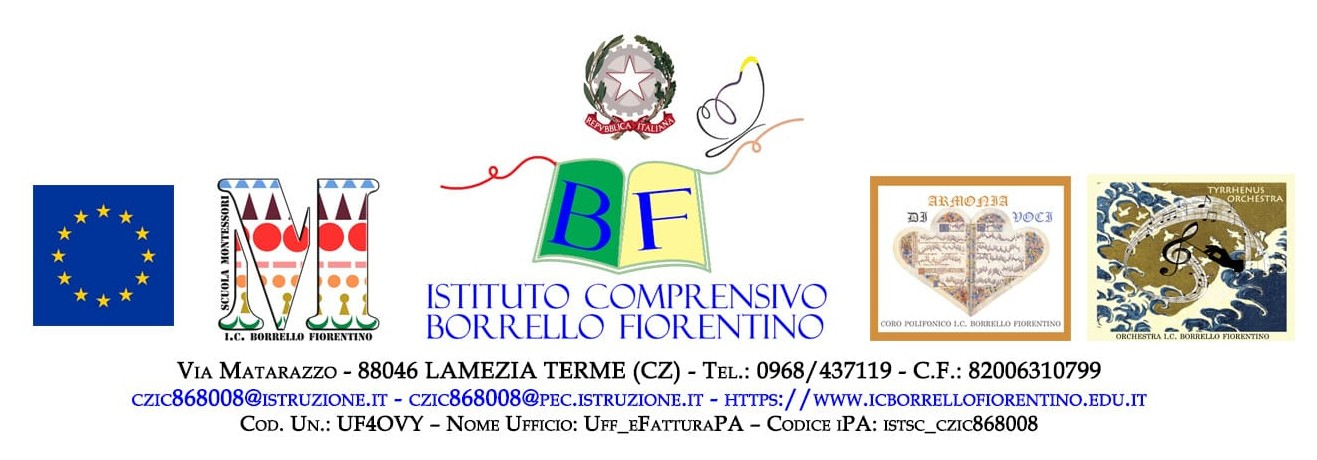 REPVBBLICA ITALIANA
BF
SCUOLA MONTESSORI
I.C. BORRELLO FIORENTINO
ISTITUTO COMPRENSIVO
BORRELLO FIORENTINO
ARMONIA
DI VOCI
CORO POLIFONICO I.C. BORRELLO FIORENTINO
TYRRHENUS
ORCHESTRA
ORCHESTRA I.C. BORRELLO FIORENTINO
Via Matarazzo - 88046 LAMEZIA TERME (CZ) - Tel.: 0968/437119 - C.F.: 82006310799
czic868008@istruzione.it - czic868008@pec.istruzione.it - https://www.icborrellofiorentino.edu.it
Cod. Un.: UF4OVY – Nome Ufficio: Uff_eFatturaPA – Codice iPA: istsc_czic868008